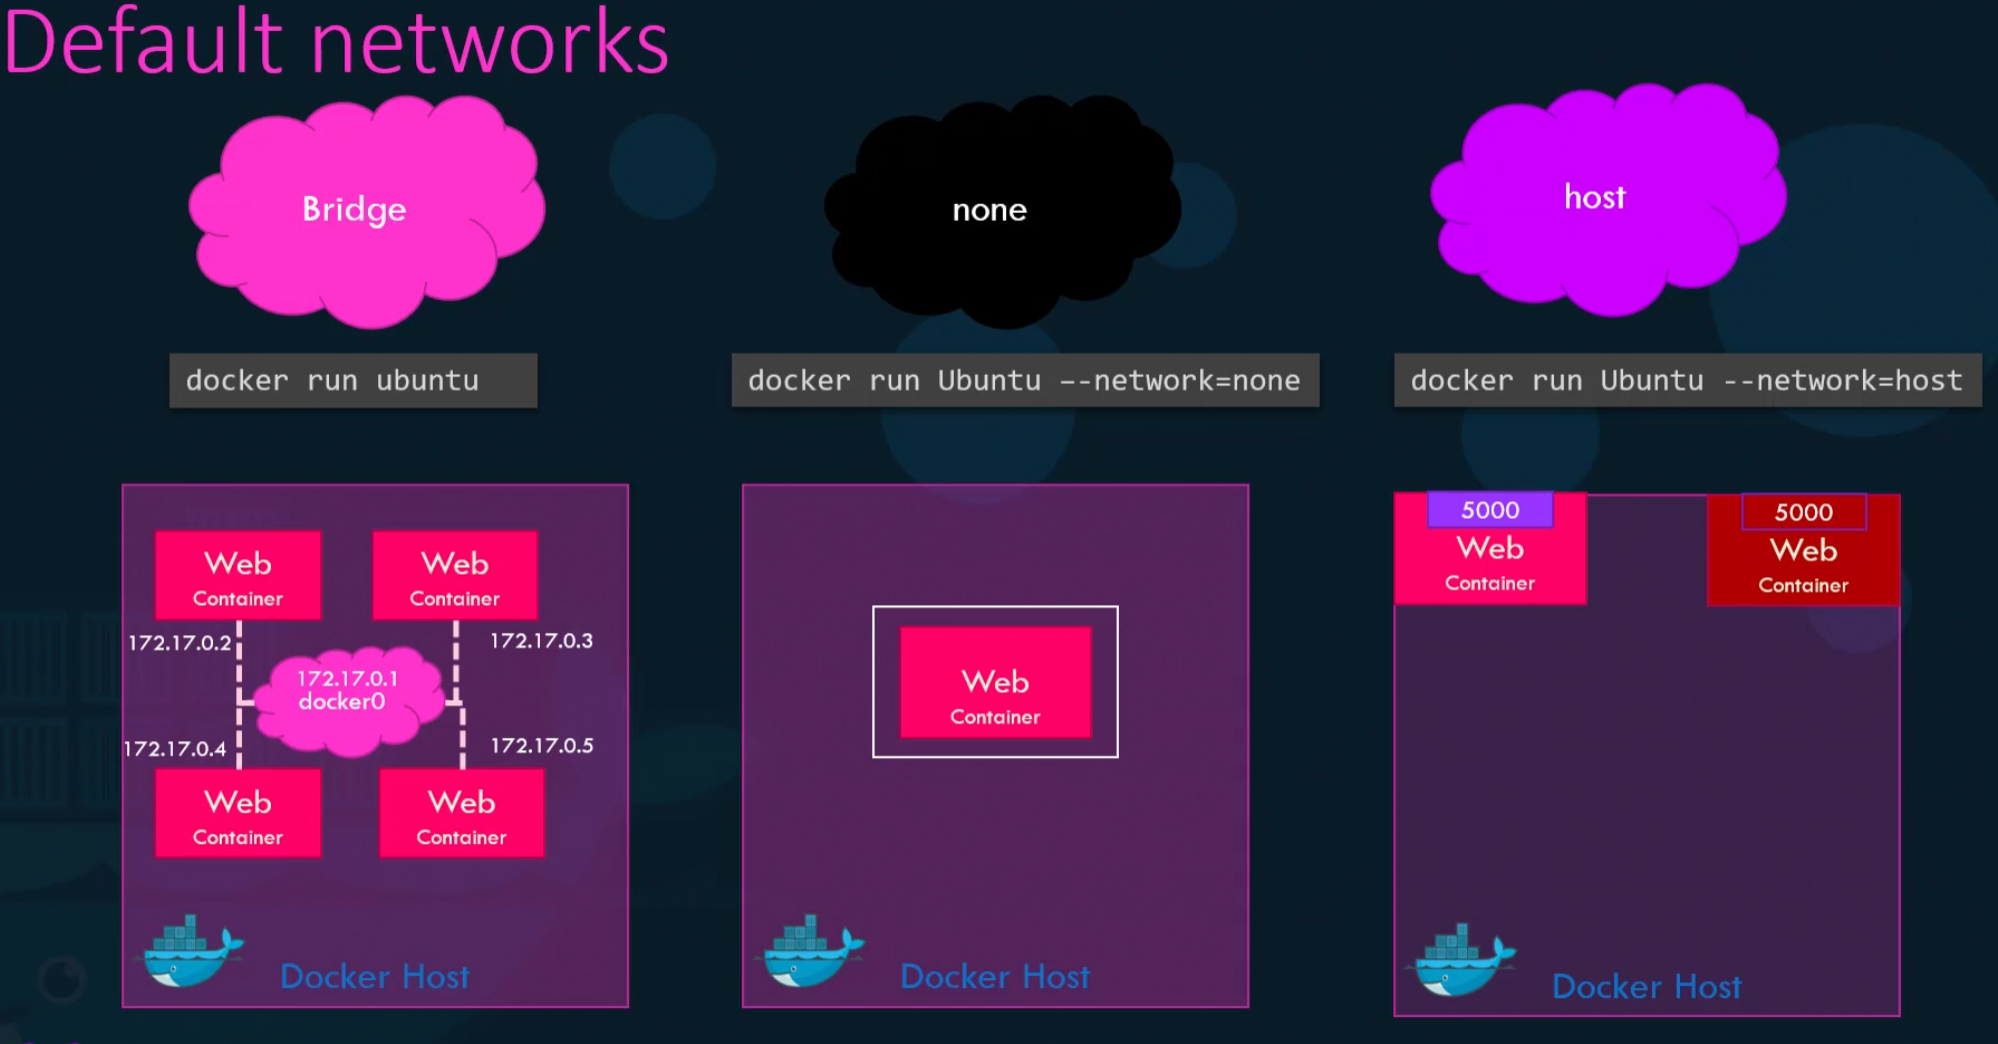 Default networks
Bridge
none
host
docker run ubuntu
docker run Ubuntu --network=none
docker run Ubuntu --network=host
Web
Container
Web
Container
172.17.0.2
172.17.0.3
172.17.0.1
docker0
172.17.0.4
172.17.0.5
Web
Container
Web
Container
Docker Host
Web
Container
Docker Host
5000
Web
Container
5000
Web
Container
Docker Host